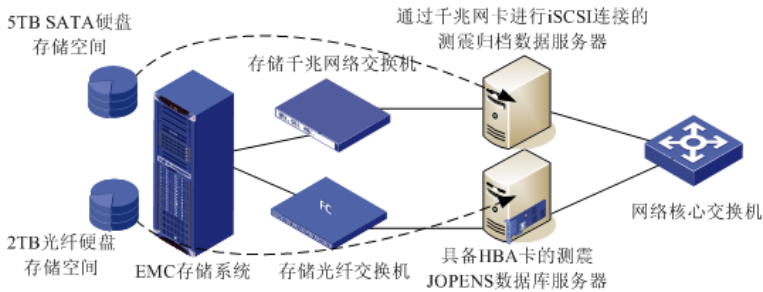 5TB SATA硬盘
存储空间
通过千兆网卡进行iSCSI连接的
测震归档数据服务器
存储千兆网络交换机
FC
网络核心交换机
2TB光纤硬盘
存储空间
EMC存储系统
存储光纤交换机
具备HBA卡的测震
JOPENS数据库服务器